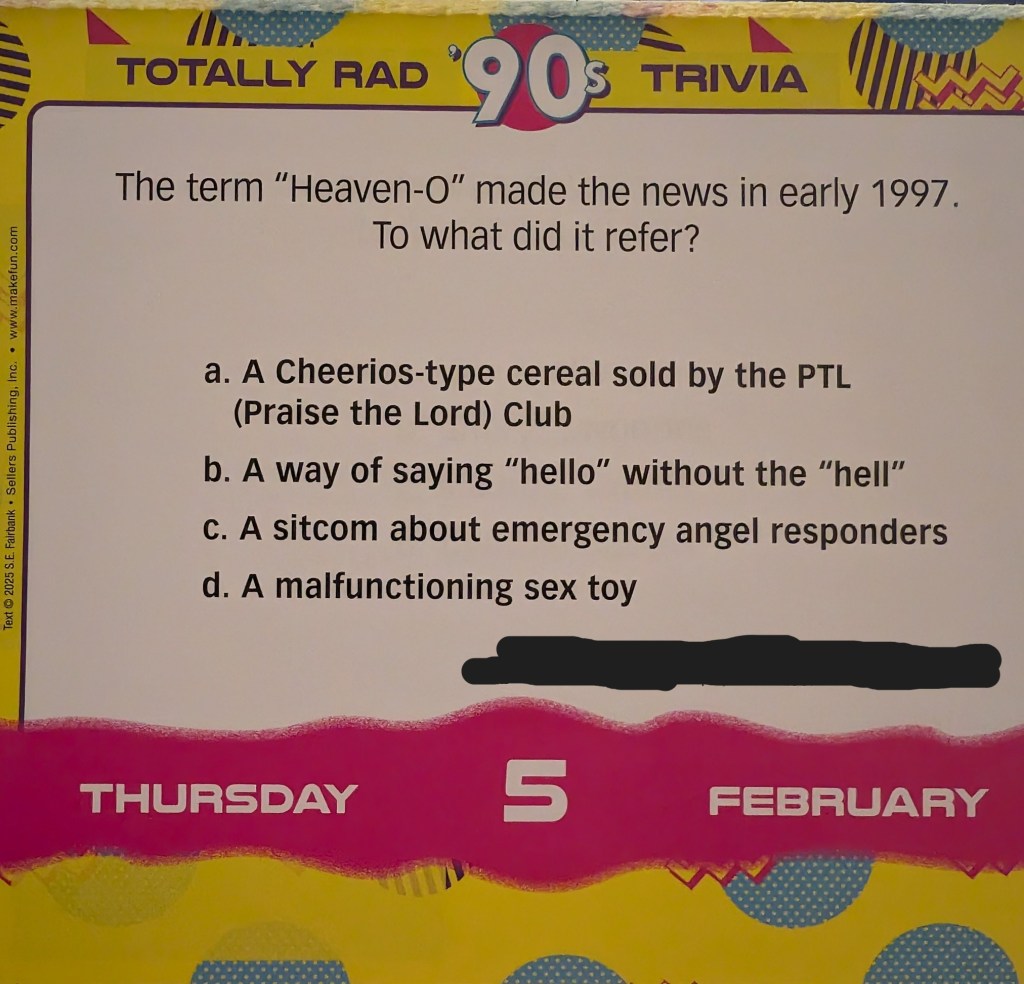 TOTALLY RAD '90s TRIVIA
The term “Heaven-O” made the news in early 1997.
To what did it refer?
a. A Cheerios-type cereal sold by the PTL
(Praise the Lord) Club
b. A way of saying “hello” without the “hell”
c. A sitcom about emergency angel responders
d. A malfunctioning sex toy
THURSDAY 5 FEBRUARY
Text © 2025 S.E. Fairbank • Sellers Publishing, Inc. • www.makefun.com